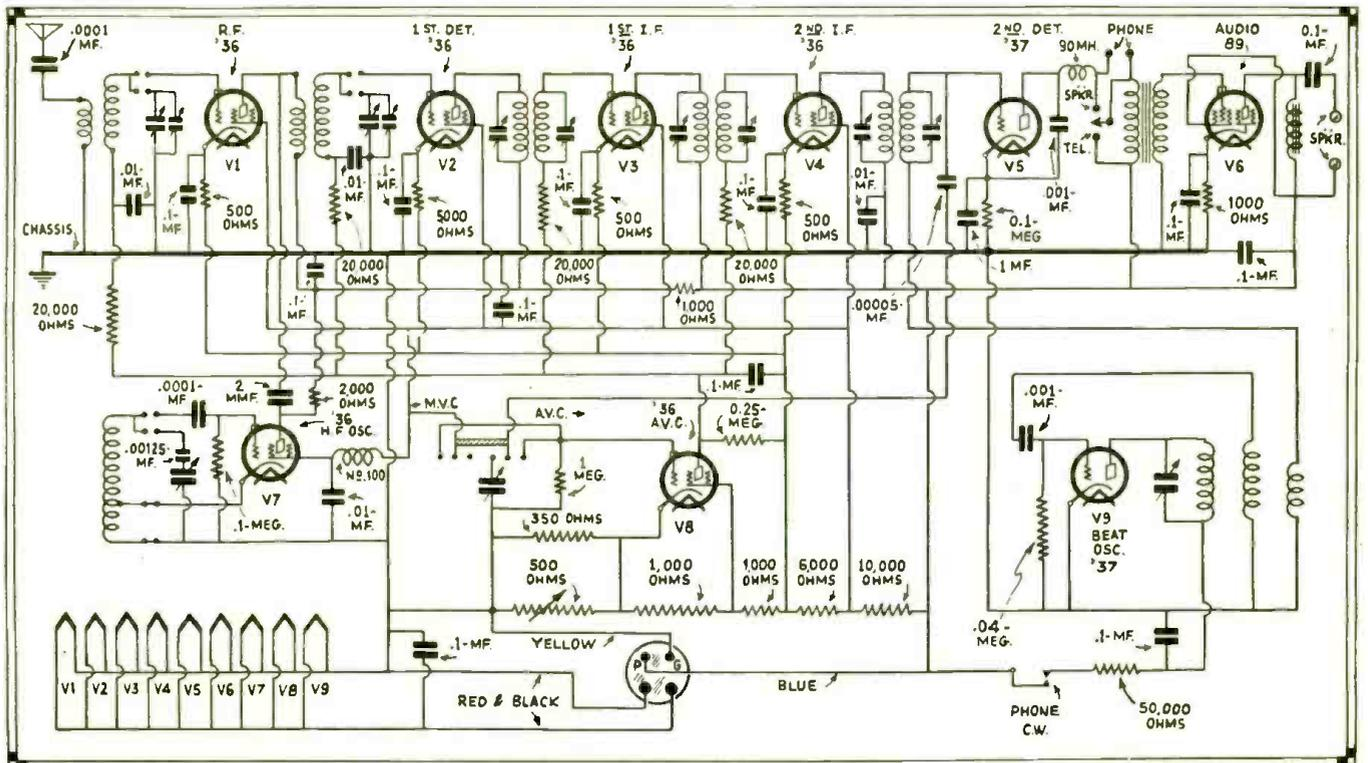 .0001
MF.
R.F.
'36
1 ST. DET.
'36
1 ST. I.F.
'36
2 ND. I.F.
'36
2 ND. DET.
'37
90MH.
PHONE
AUDIO
89
0.1-
MF.
SPKR.
TEL.
SPKR.
V1
V2
V3
V4
V5
V6
.01-
MF.
.1-
MF.
500
OHMS
.01-
MF.
.1-
MF.
5,000
OHMS
.1-
MF.
500
OHMS
.1-
MF.
500
OHMS
.01-
MF.
0.1-
MEG
.001-
MF.
.1-
MF.
1000
OHMS
CHASSIS
20,000
OHMS
.1-
MF.
20,000
OHMS
.1-
MF.
20,000
OHMS
1,000
OHMS
20,000
OHMS
.00005-
MF.
.1 MF.
.1-MF.
.0001-
MF.
2
MMF.
2,000
OHMS
'36
H.F. OSC.
M.V.C
A.V.C.
'36
A.V.C.
.1-MF
0.25-
MEG.
.001-
MF.
.00125-
MF.
V7
.1-MEG.
NO.100
.01-
MF.
1
MEG.
350 OHMS
V8
V9
BEAT
OSC.
'37
500
OHMS
1,000
OHMS
1,000
OHMS
6,000
OHMS
10,000
OHMS
.04-
MEG.
.1-MF.
YELLOW
.1-MF.
P
G
BLUE
RED & BLACK
V1
V2
V3
V4
V5
V6
V7
V8
V9
PHONE
C.W.
50,000
OHMS